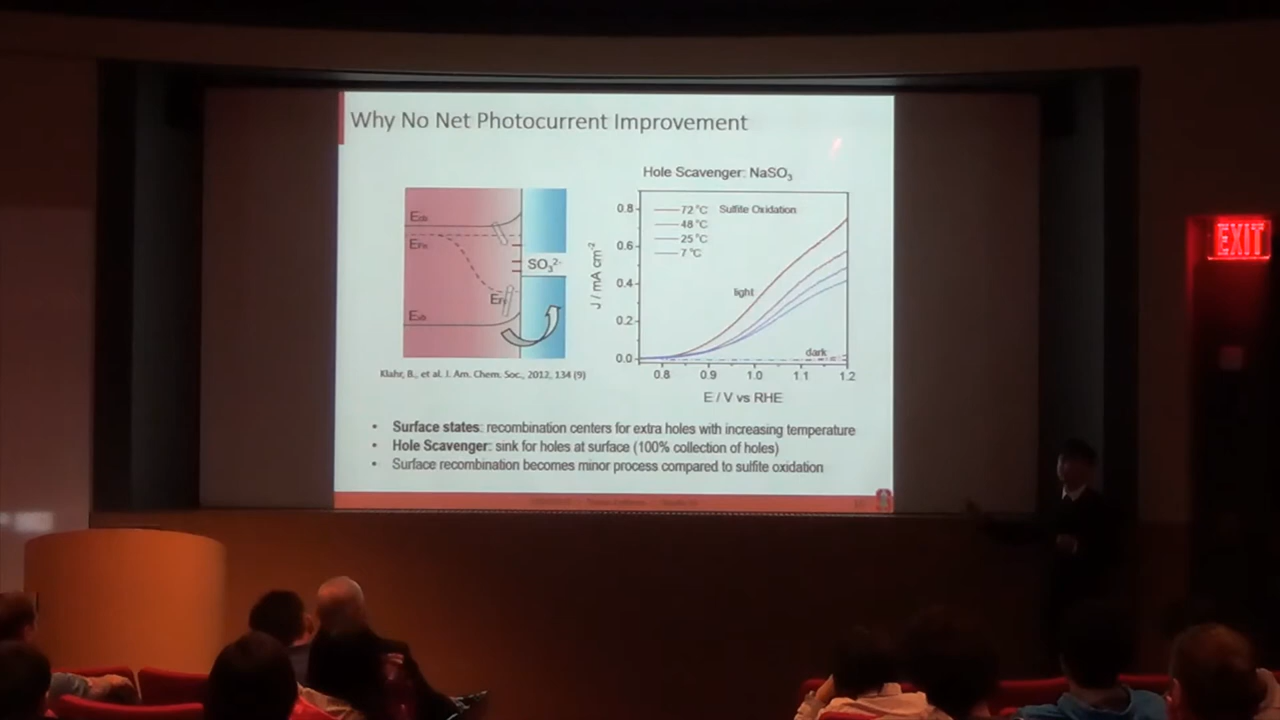 Why No Net Photocurrent Improvement
Hole Scavenger: NaSO₃
E
E
SO₃²⁻
E
E
0.8
0.6
0.4
0.2
0.0
J / mA cm⁻²
72 °C Sulfite Oxidation
48 °C
25 °C
7 °C
light
dark
0.8 0.9 1.0 1.1 1.2
E / V vs RHE
Klahr, B., et al. J. Am. Chem. Soc., 2012, 134 (9)
• Surface states: recombination centers for extra holes with increasing temperature
• Hole Scavenger: sink for holes at surface (100% collection of holes)
• Surface recombination becomes minor process compared to sulfite oxidation
EXIT